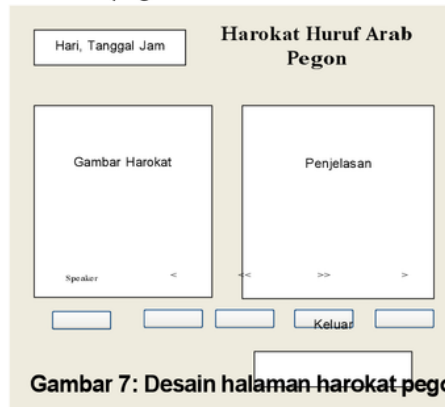 Hari, Tanggal Jam
Harokat Huruf Arab
Pegon
Gambar Harokat
Penjelasan
Speaker < << >> >
Keluar
Gambar 7: Desain halaman harokat pego